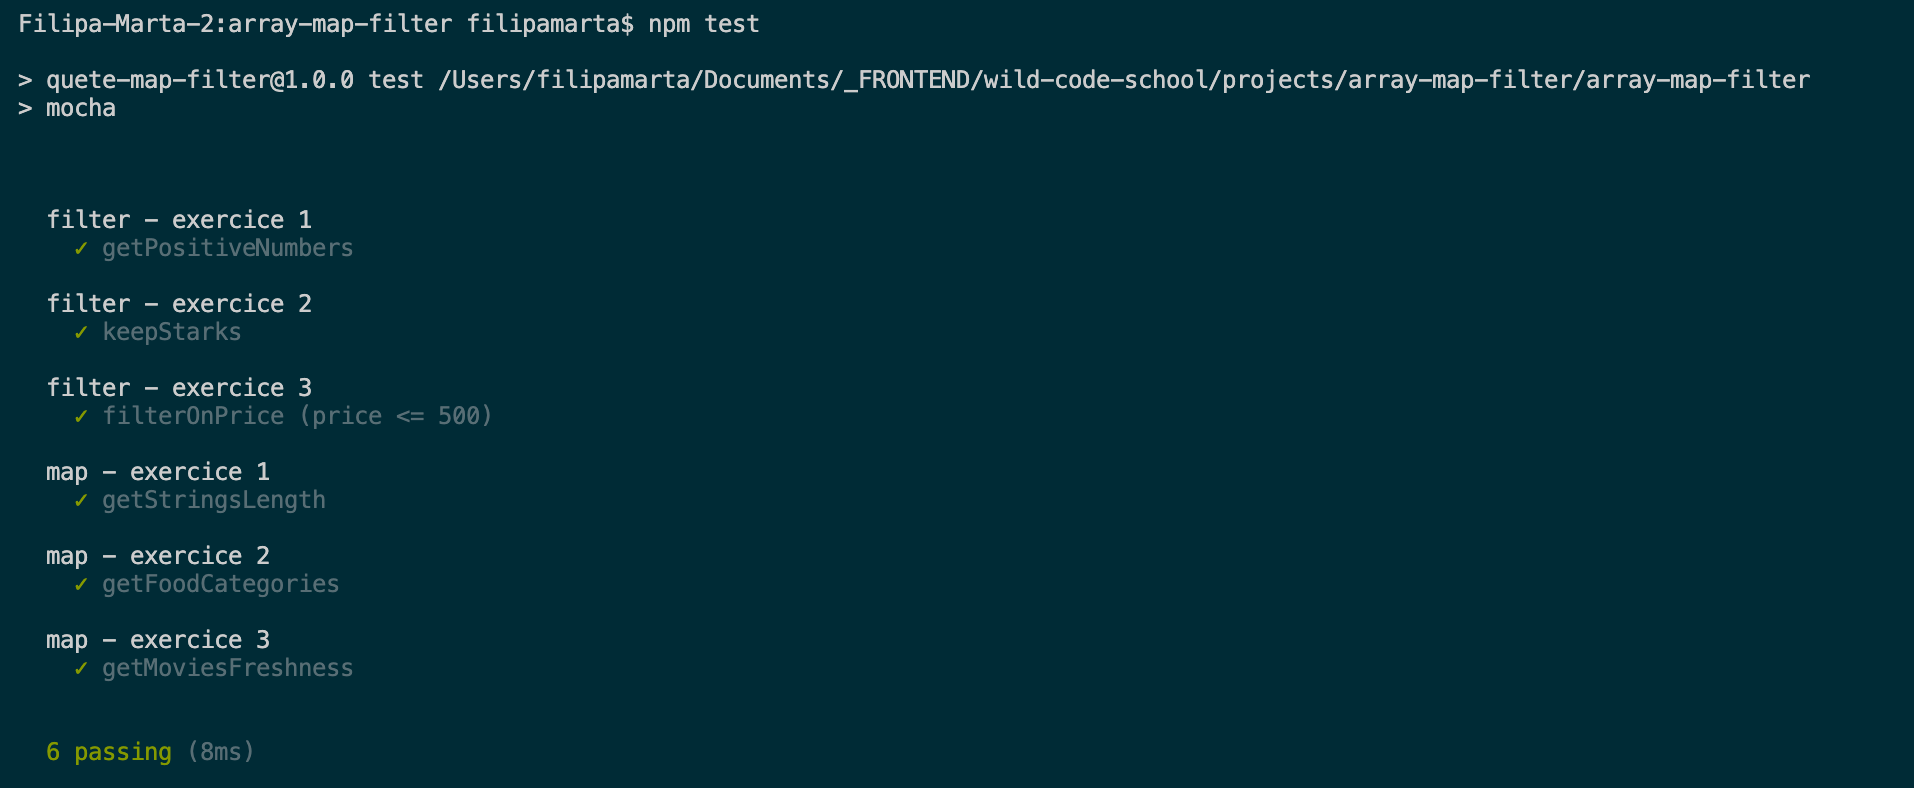 Filipa-Marta-2:array-map-filter filipamarta$ npm test
> quete-map-filter@1.0.0 test /Users/filipamarta/Documents/_FRONTEND/wild-code-school/projects/array-map-filter/array-map-filter
> mocha
filter – exercice 1
✓ getPositiveNumbers
filter – exercice 2
✓ keepStarks
filter – exercice 3
✓ filterOnPrice (price <= 500)
map – exercice 1
✓ getStringsLength
map – exercice 2
✓ getFoodCategories
map – exercice 3
✓ getMoviesFreshness
6 passing (8ms)